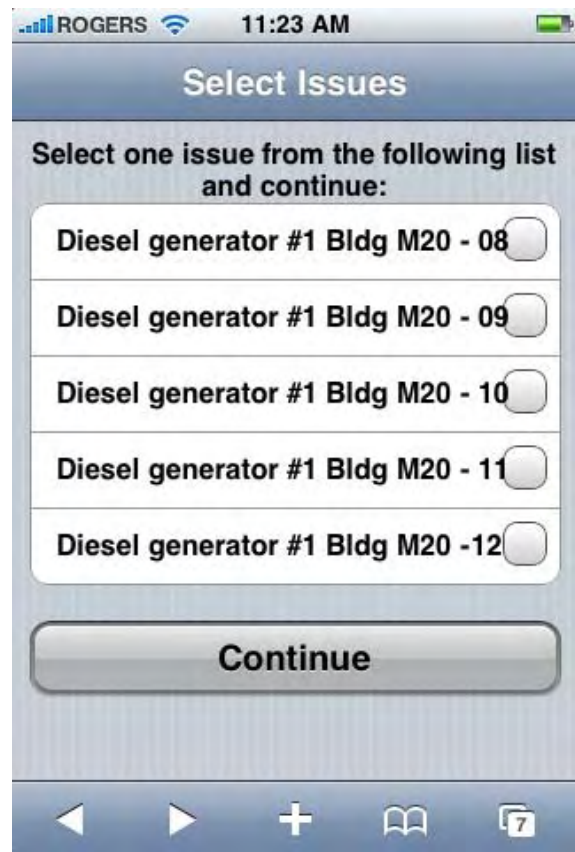 ROGERS 11:23 AM
Select Issues
Select one issue from the following list
and continue:
Diesel generator #1 Bldg M20 - 08
Diesel generator #1 Bldg M20 - 09
Diesel generator #1 Bldg M20 - 10
Diesel generator #1 Bldg M20 - 11
Diesel generator #1 Bldg M20 -12
Continue
7